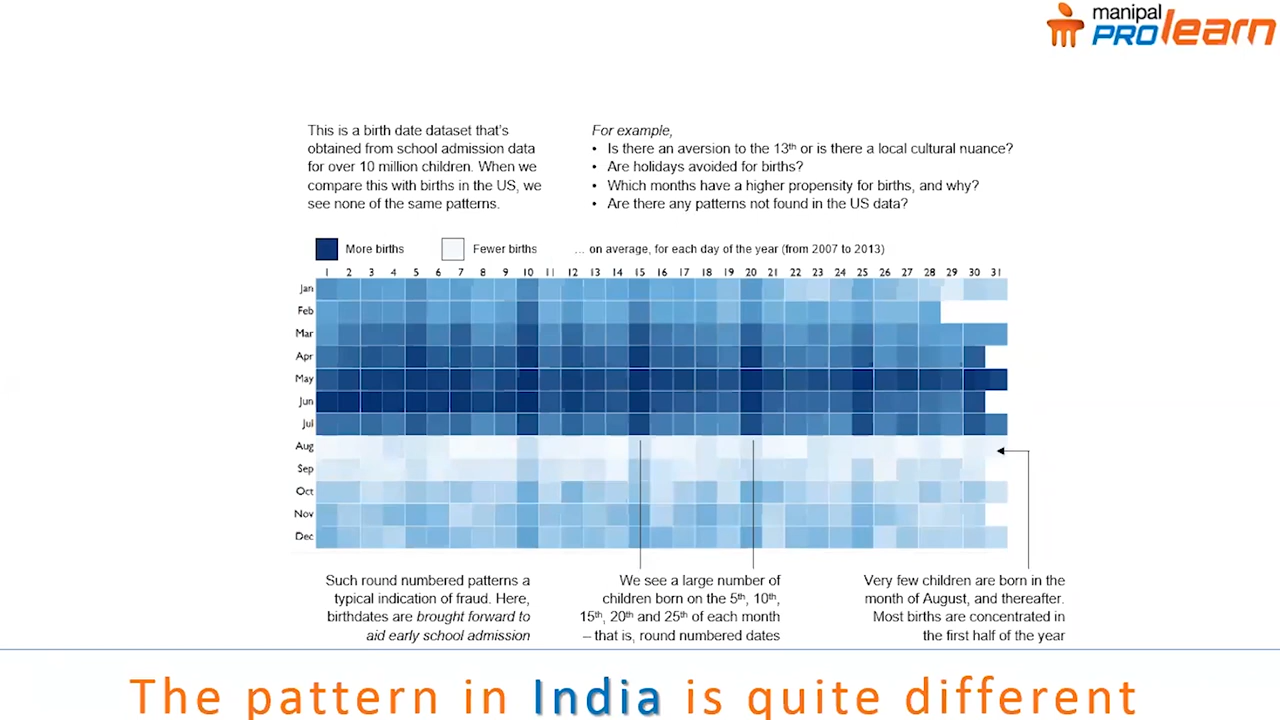 manipal
PROlearn
This is a birth date dataset that's
obtained from school admission data
for over 10 million children. When we
compare this with births in the US, we
see none of the same patterns.
For example,
• Is there an aversion to the 13th or is there a local cultural nuance?
• Are holidays avoided for births?
• Which months have a higher propensity for births, and why?
• Are there any patterns not found in the US data?
More births
Fewer births
... on average, for each day of the year (from 2007 to 2013)
1 2 3 4 5 6 7 8 9 10 11 12 13 14 15 16 17 18 19 20 21 22 23 24 25 26 27 28 29 30 31
Jan
Feb
Mar
Apr
May
Jun
Jul
Aug
Sep
Oct
Nov
Dec
Such round numbered patterns a
typical indication of fraud. Here,
birthdates are brought forward to
aid early school admission
We see a large number of
children born on the 5th, 10th,
15th, 20th and 25th of each month
– that is, round numbered dates
Very few children are born in the
month of August, and thereafter.
Most births are concentrated in
the first half of the year
The pattern in India is quite different